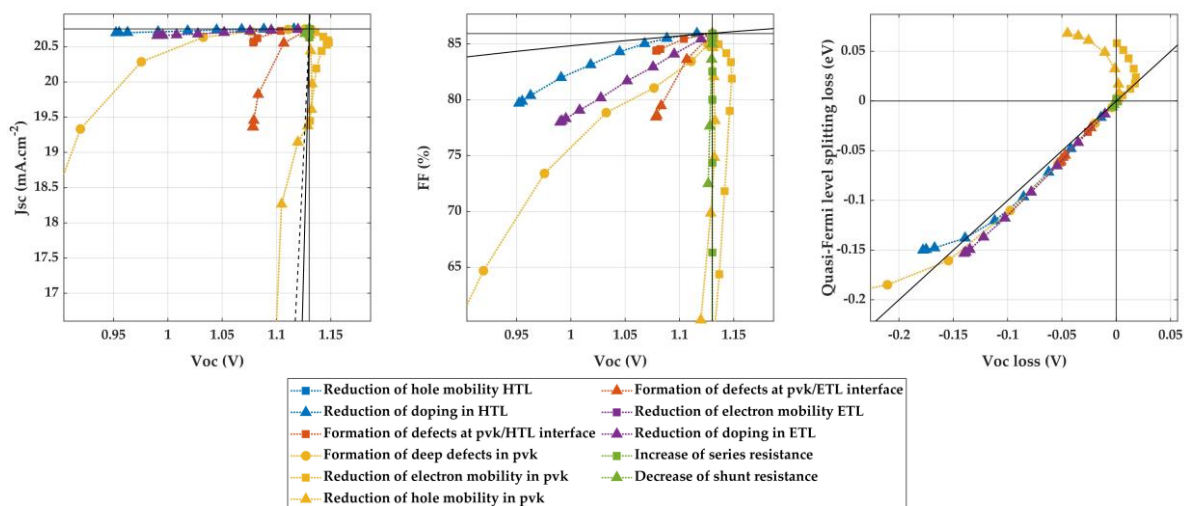 20.5
20
19.5
19
18.5
18
17.5
17
0.95
1
1.05
1.1
1.15
Jsc (mA.cm-2)
Voc (V)
85
80
75
70
65
0.95
1
1.05
1.1
1.15
FF (%)
Voc (V)
0.05
0
-0.05
-0.1
-0.15
-0.2
-0.2
-0.15
-0.1
-0.05
0
0.05
Quasi-Fermi level splitting loss (eV)
Voc loss (V)
Reduction of hole mobility HTL
Reduction of doping in HTL
Formation of defects at pvk/HTL interface
Formation of deep defects in pvk
Reduction of electron mobility in pvk
Reduction of hole mobility in pvk
Formation of defects at pvk/ETL interface
Reduction of electron mobility ETL
Reduction of doping in ETL
Increase of series resistance
Decrease of shunt resistance